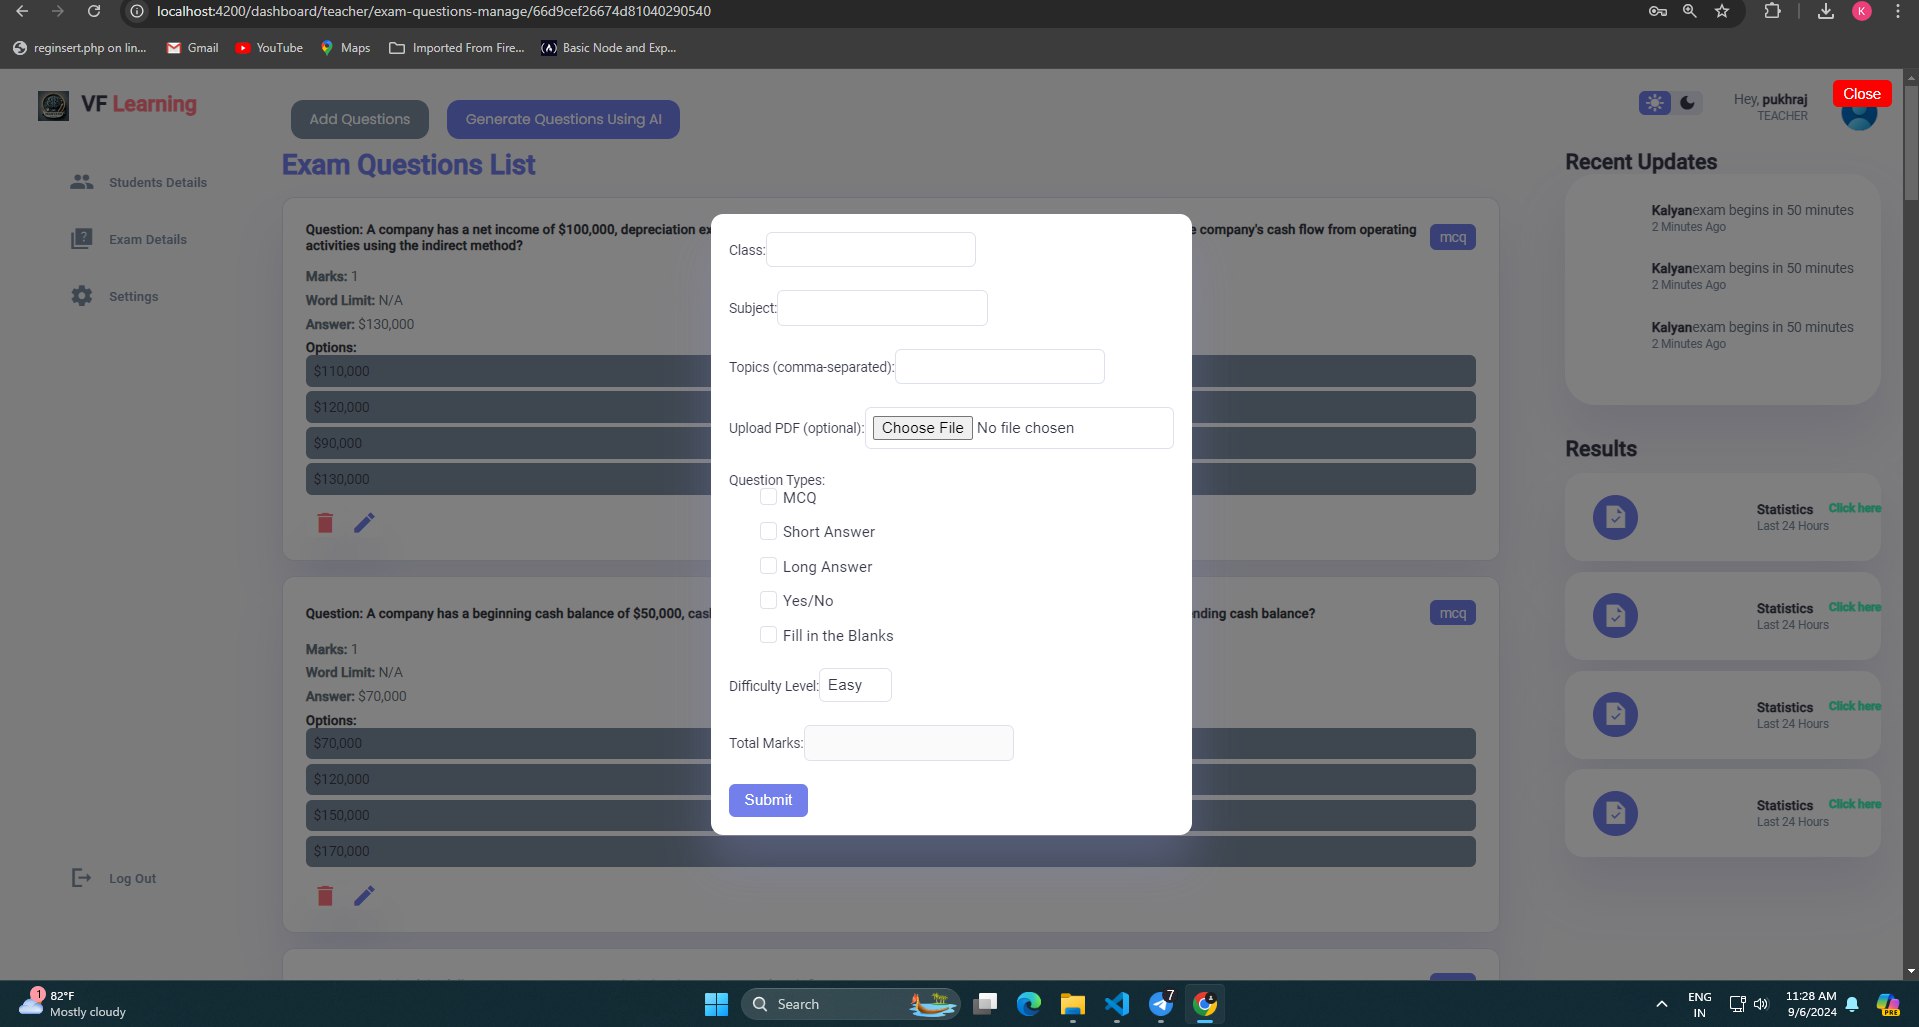 localhost:4200/dashboard/teacher/exam-questions-manage/66d9cef26674d81040290540
K
reginsert.php on lin...
Gmail
YouTube
Maps
Imported From Fire...
(A)
Basic Node and Exp...
VF Learning
Add Questions
Generate Questions Using AI
Hey, pukhraj
TEACHER
Close
Students Details
Exam Details
Settings
Log Out
Exam Questions List
Question: A company has a net income of $100,000, depreciation ex
e company's cash flow from operating
activities using the indirect method?
mcq
Marks: 1
Word Limit: N/A
Answer: $130,000
Options:
$110,000
$120,000
$90,000
$130,000
Question: A company has a beginning cash balance of $50,000, cas
nding cash balance?
mcq
Marks: 1
Word Limit: N/A
Answer: $70,000
Options:
$70,000
$120,000
$150,000
$170,000
Class:
Subject:
Topics (comma-separated):
Upload PDF (optional):
Choose File
No file chosen
Question Types:
MCQ
Short Answer
Long Answer
Yes/No
Fill in the Blanks
Difficulty Level:
Easy
Total Marks:
Submit
Recent Updates
Kalyanexam begins in 50 minutes
2 Minutes Ago
Kalyanexam begins in 50 minutes
2 Minutes Ago
Kalyanexam begins in 50 minutes
2 Minutes Ago
Results
Statistics
Click here
Last 24 Hours
Statistics
Click here
Last 24 Hours
Statistics
Click here
Last 24 Hours
Statistics
Click here
Last 24 Hours
1
82°F
Mostly cloudy
Search
7
ENG
IN
11:28 AM
9/6/2024
PRE